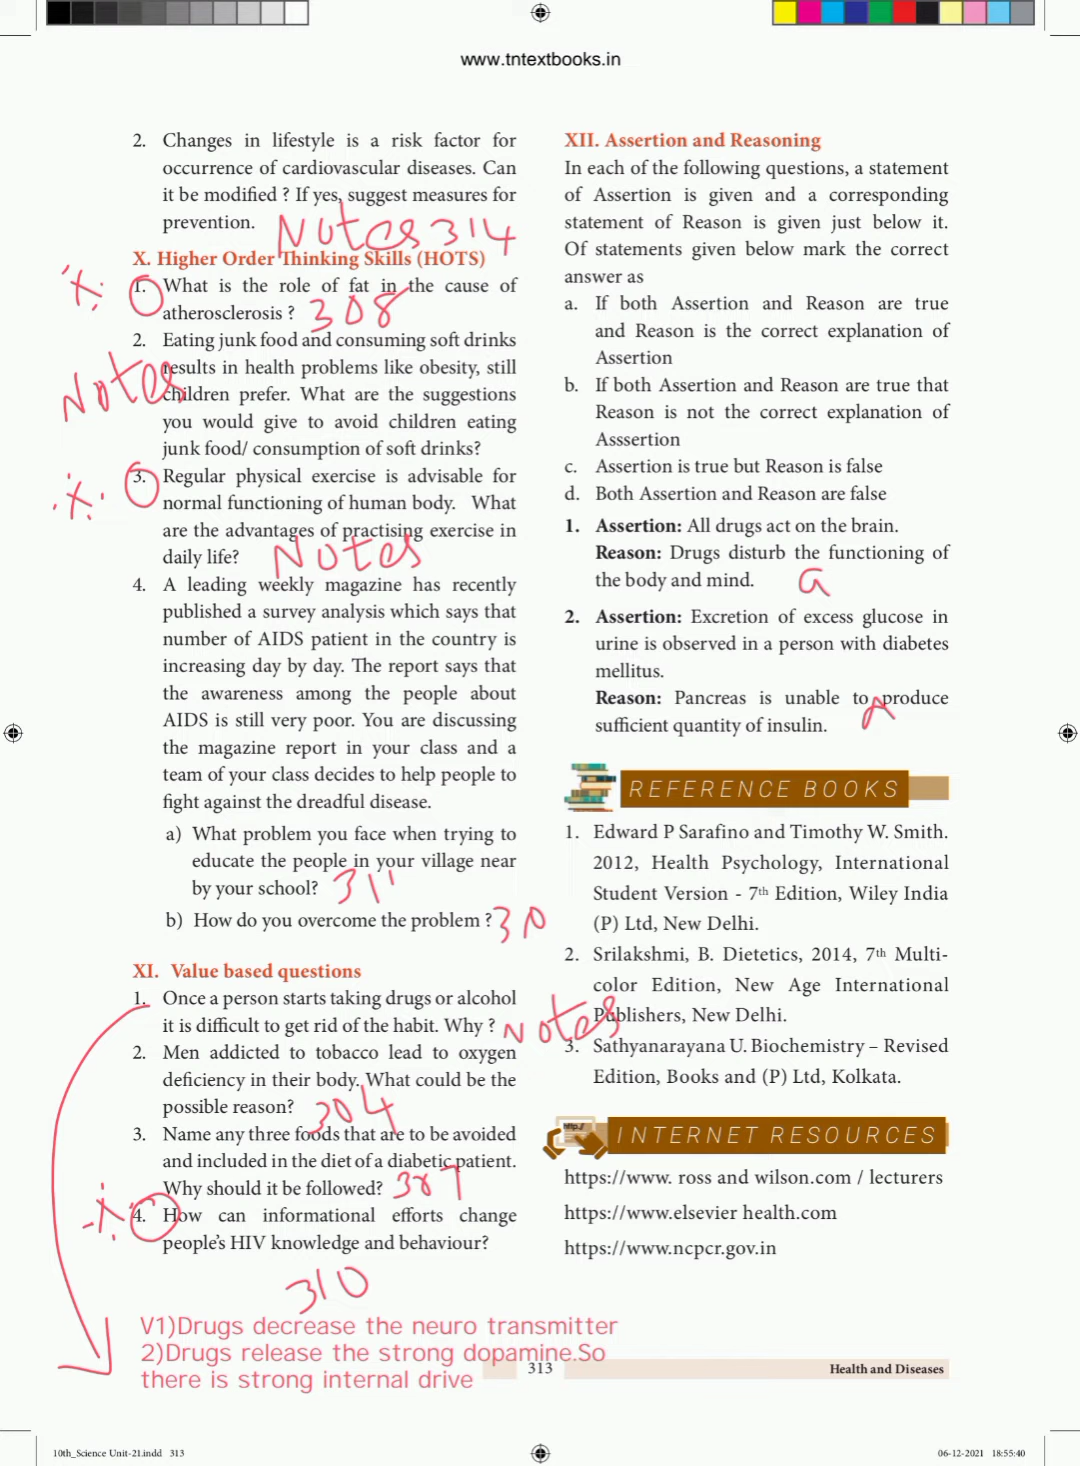 www.tntextbooks.in
2. Changes in lifestyle is a risk factor for
occurrence of cardiovascular diseases. Can
it be modified ? If yes, suggest measures for
prevention.
Notes 314
X. Higher Order Thinking Skills (HOTS)
1. What is the role of fat in the cause of
atherosclerosis ?
308
2. Eating junk food and consuming soft drinks
results in health problems like obesity, still
children prefer. What are the suggestions
you would give to avoid children eating
junk food/ consumption of soft drinks?
Notes
3. Regular physical exercise is advisable for
normal functioning of human body. What
are the advantages of practising exercise in
daily life?
Notes
4. A leading weekly magazine has recently
published a survey analysis which says that
number of AIDS patient in the country is
increasing day by day. The report says that
the awareness among the people about
AIDS is still very poor. You are discussing
the magazine report in your class and a
team of your class decides to help people to
fight against the dreadful disease.
a) What problem you face when trying to
educate the people in your village near
by your school?
311
b) How do you overcome the problem ?
XI. Value based questions
1. Once a person starts taking drugs or alcohol
it is difficult to get rid of the habit. Why ?
Notes
2. Men addicted to tobacco lead to oxygen
deficiency in their body. What could be the
possible reason?
304
3. Name any three foods that are to be avoided
and included in the diet of a diabetic patient.
Why should it be followed?
307
4. How can informational efforts change
people's HIV knowledge and behaviour?
310
V1)Drugs decrease the neuro transmitter
2)Drugs release the strong dopamine.So
there is strong internal drive
XII. Assertion and Reasoning
In each of the following questions, a statement
of Assertion is given and a corresponding
statement of Reason is given just below it.
Of statements given below mark the correct
answer as
a. If both Assertion and Reason are true
and Reason is the correct explanation of
Assertion
b. If both Assertion and Reason are true that
Reason is not the correct explanation of
Asssertion
c. Assertion is true but Reason is false
d. Both Assertion and Reason are false
1. Assertion: All drugs act on the brain.
Reason: Drugs disturb the functioning of
the body and mind.
a
2. Assertion: Excretion of excess glucose in
urine is observed in a person with diabetes
mellitus.
Reason: Pancreas is unable to produce
sufficient quantity of insulin.
REFERENCE BOOKS
1. Edward P Sarafino and Timothy W. Smith.
2012, Health Psychology, International
Student Version - 7th Edition, Wiley India
(P) Ltd, New Delhi.
2. Srilakshmi, B. Dietetics, 2014, 7th Multi-
color Edition, New Age International
Publishers, New Delhi.
3. Sathyanarayana U. Biochemistry – Revised
Edition, Books and (P) Ltd, Kolkata.
http://
INTERNET RESOURCES
https://www. ross and wilson.com / lecturers
https://www.elsevier health.com
https://www.ncpcr.gov.in
313
Health and Diseases
10th_Science Unit-21.indd 313
06-12-2021 18:55:40